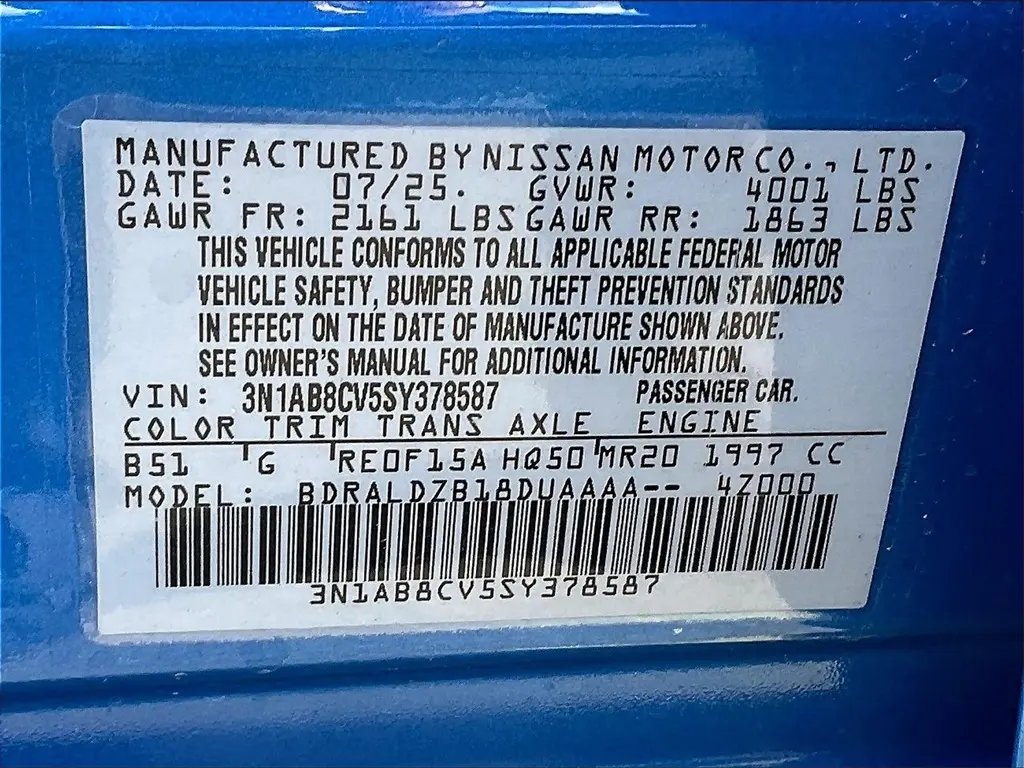 MANUFACTURED BY NISSAN MOTOR CO., LTD.
DATE: 07/25. GVWR: 4001 LBS
GAWR FR: 2161 LBS GAWR RR: 1863 LBS
THIS VEHICLE CONFORMS TO ALL APPLICABLE FEDERAL MOTOR
VEHICLE SAFETY, BUMPER AND THEFT PREVENTION STANDARDS
IN EFFECT ON THE DATE OF MANUFACTURE SHOWN ABOVE.
SEE OWNER'S MANUAL FOR ADDITIONAL INFORMATION.
VIN: 3N1AB8CV5SY378587 PASSENGER CAR.
COLOR TRIM TRANS AXLE ENGINE
B51 G RE0F15A HQ50 MR20 1997 CC
MODEL: BDRALDZB18DUAAAA-- 4Z000
3N1AB8CV5SY378587